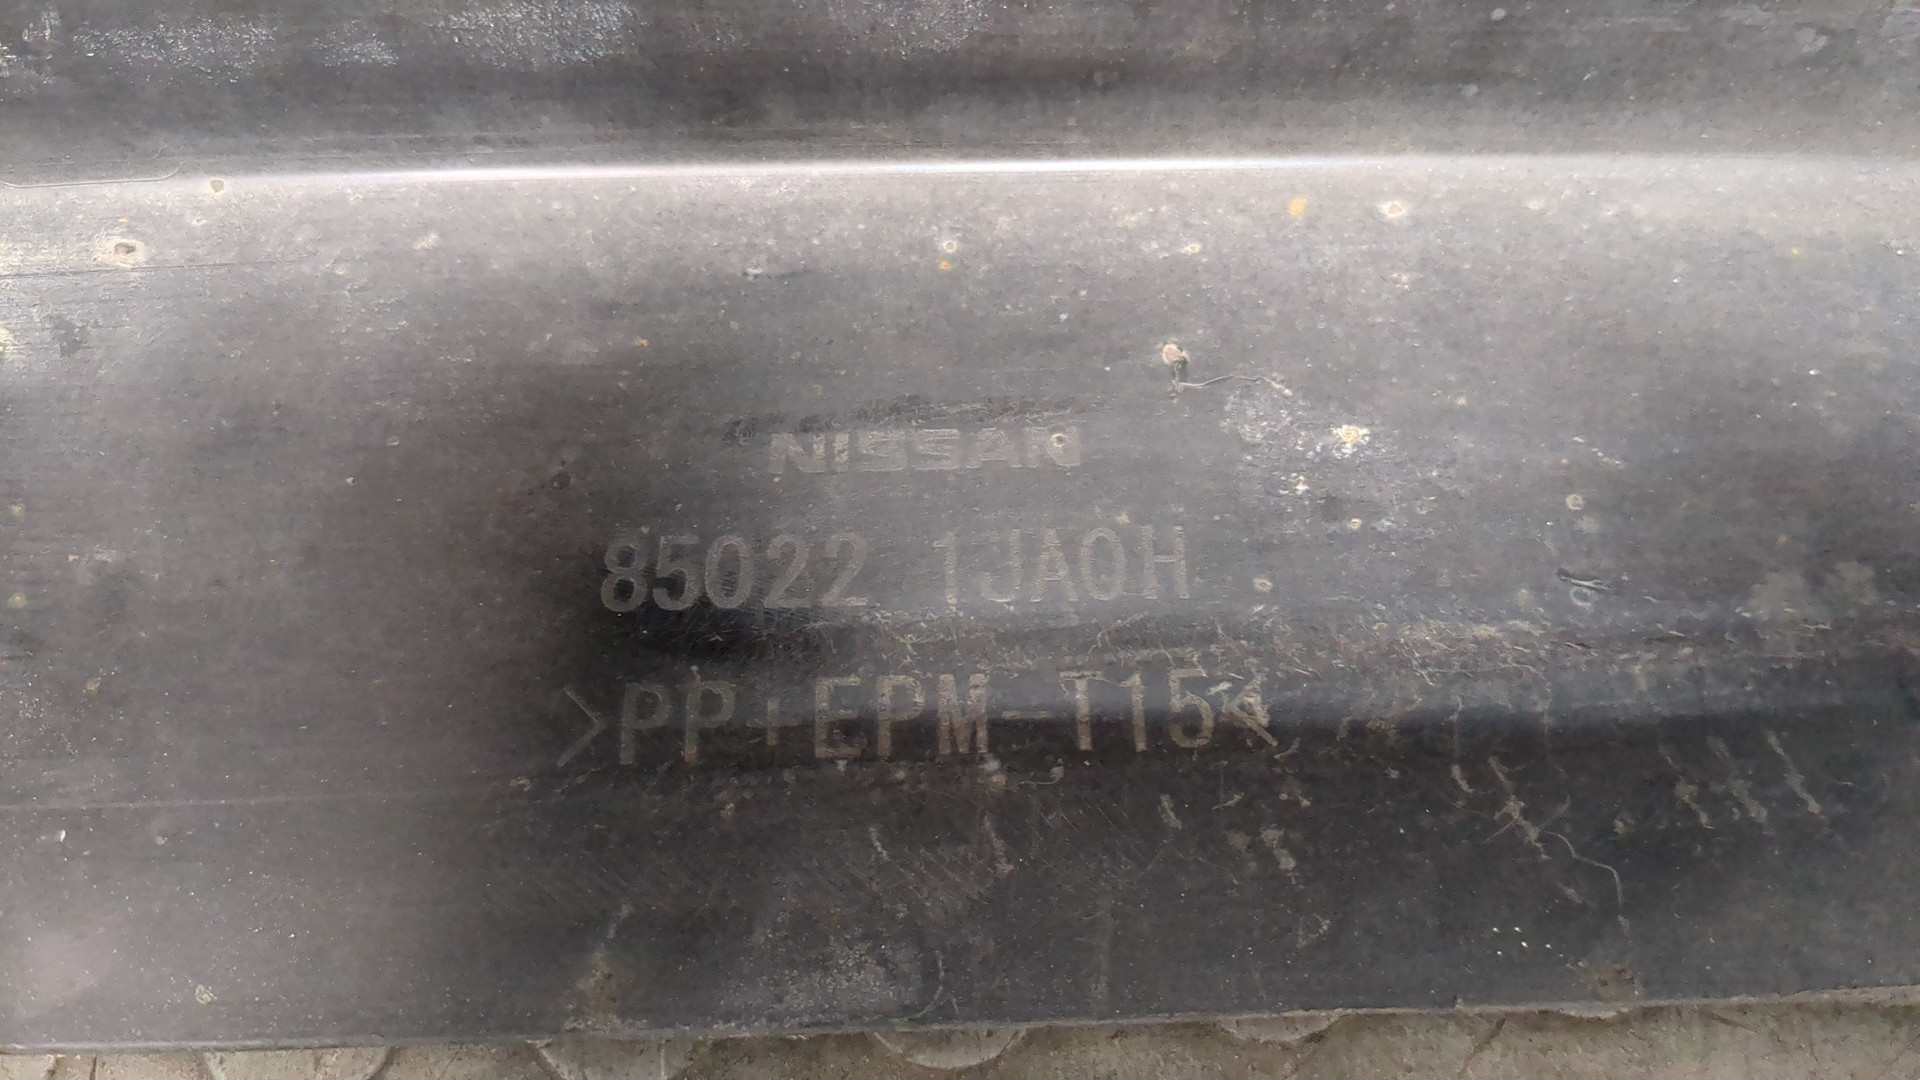 NISSAN
85022 1JA0H
>PP+EPM-T15<